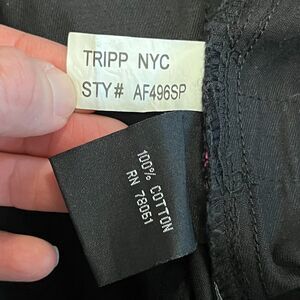 TRIPP NYC
STY# AF496SP
100% COTTON
RN 78051